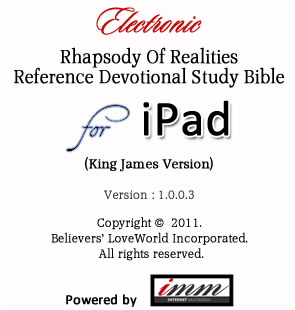 Electronic
Rhapsody Of Realities
Reference Devotional Study Bible
for iPad
(King James Version)
Version : 1.0.0.3
Copyright © 2011.
Believers' LoveWorld Incorporated.
All rights reserved.
Powered by imm
INTERNET MULTIMEDIA